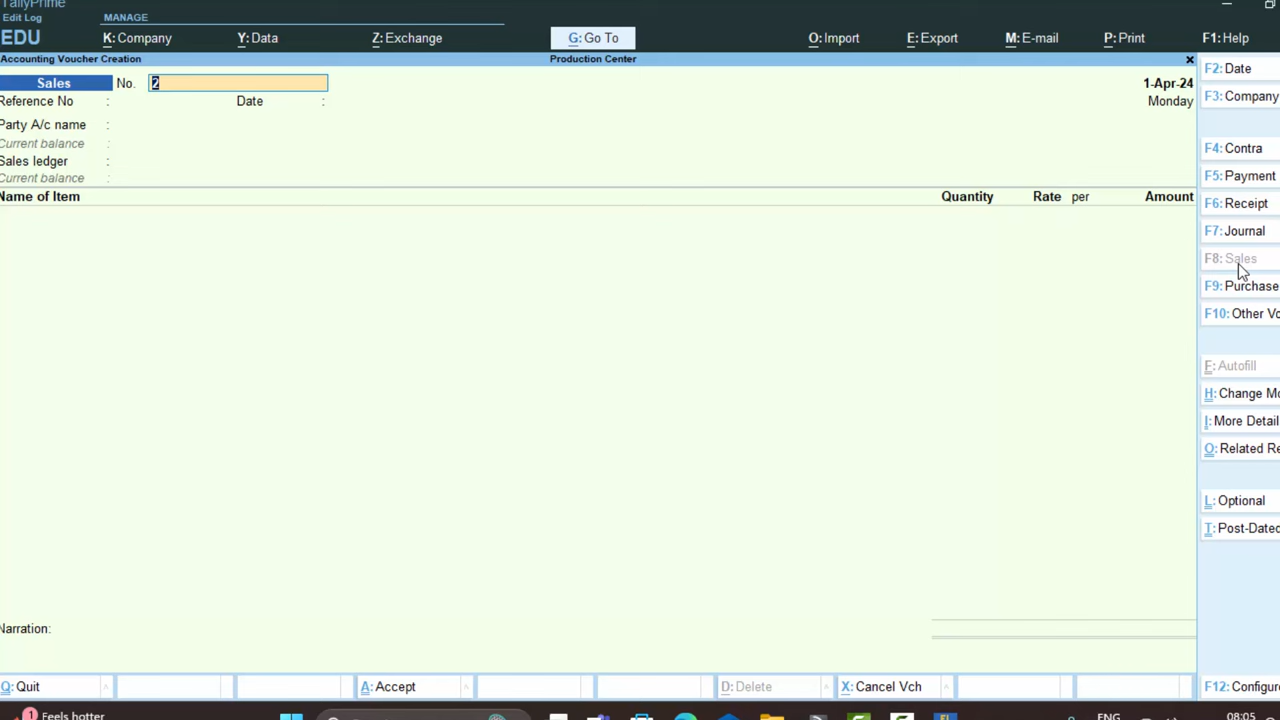 TallyPrime
Edit Log
MANAGE
EDU
K: Company
Y: Data
Z: Exchange
G: Go To
O: Import
E: Export
M: E-mail
P: Print
F1: Help
Accounting Voucher Creation
Production Center
Sales
No.
2
1-Apr-24
Reference No :
Date :
Monday
Party A/c name :
Current balance :
Sales ledger :
Current balance :
Name of Item
Quantity
Rate
per
Amount
Narration:
F2: Date
F3: Company
F4: Contra
F5: Payment
F6: Receipt
F7: Journal
F8: Sales
F9: Purchase
F10: Other Vo
F: Autofill
H: Change Mo
I: More Detail
O: Related Re
L: Optional
T: Post-Dated
Q: Quit
A: Accept
D: Delete
X: Cancel Vch
F12: Configure
1
Feels hotter
ENG
08:05